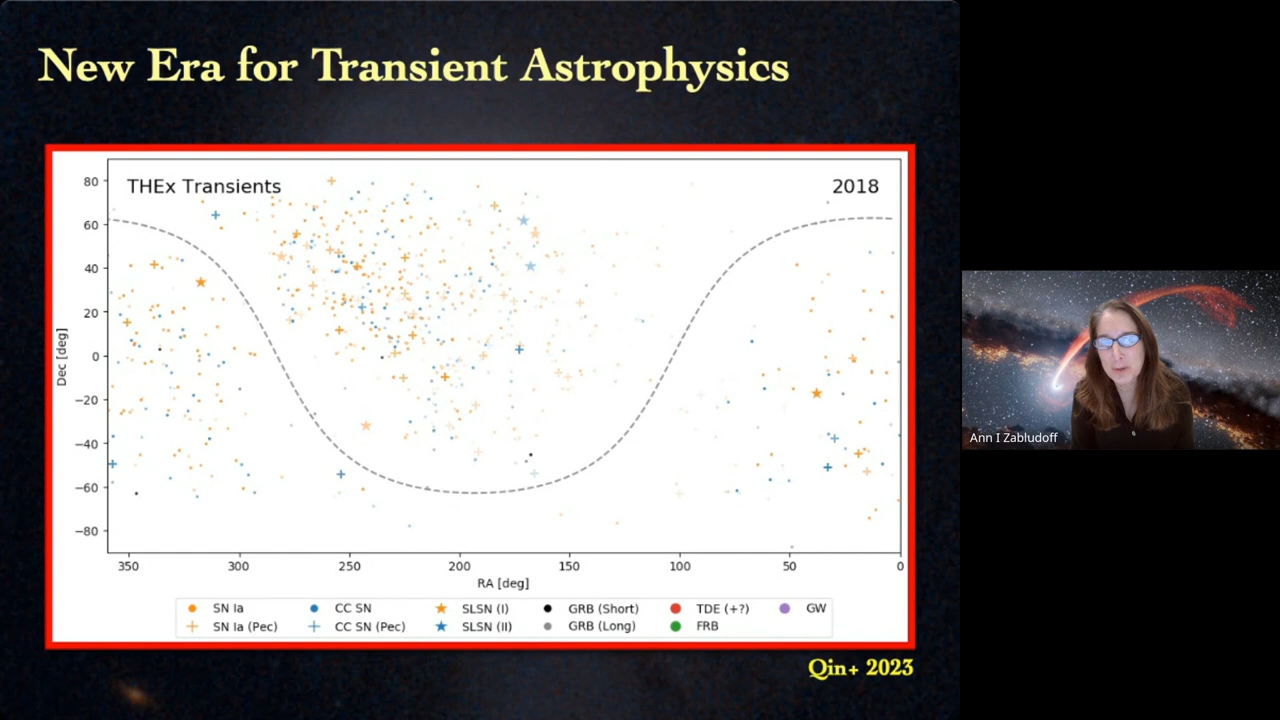 New Era for Transient Astrophysics
THEx Transients
2018
80
60
40
20
0
−20
−40
−60
−80
Dec [deg]
350
300
250
200
150
100
50
0
RA [deg]
SN Ia
CC SN
SLSN (I)
GRB (Short)
TDE (+?)
GW
SN Ia (Pec)
CC SN (Pec)
SLSN (II)
GRB (Long)
FRB
Qin+ 2023
Ann I Zabludoff